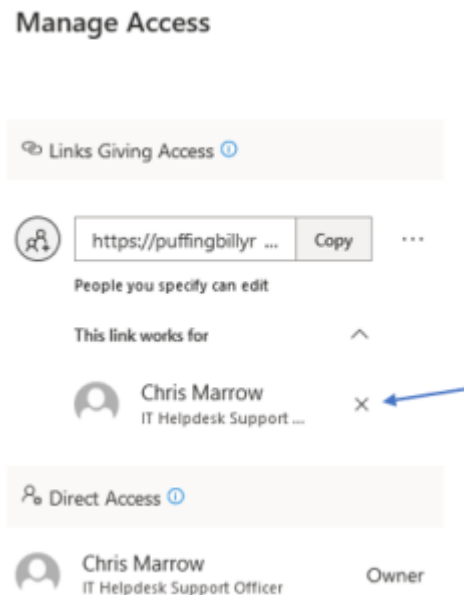 Manage Access
Links Giving Access
https://puffingbillyr ... Copy ...
People you specify can edit
This link works for
Chris Marrow
IT Helpdesk Support ...
Direct Access
Chris Marrow
Owner
IT Helpdesk Support Officer